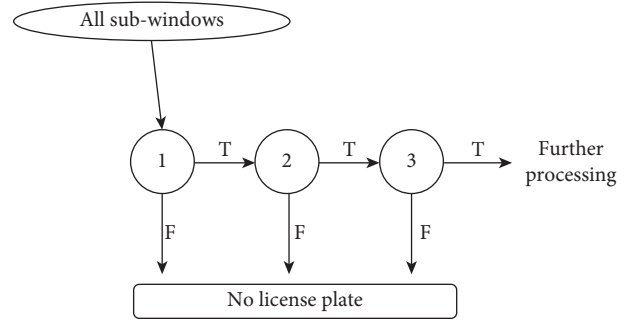 All sub-windows
1
T
2
T
3
T
Further
processing
F
F
F
No license plate